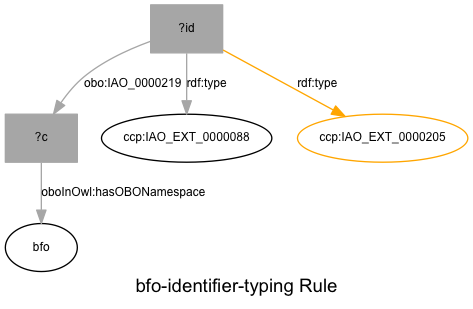 ?id
obo:IAO_0000219
rdf:type
rdf:type
?c
ccp:IAO_EXT_0000088
ccp:IAO_EXT_0000205
oboInOwl:hasOBONamespace
bfo
bfo-identifier-typing Rule